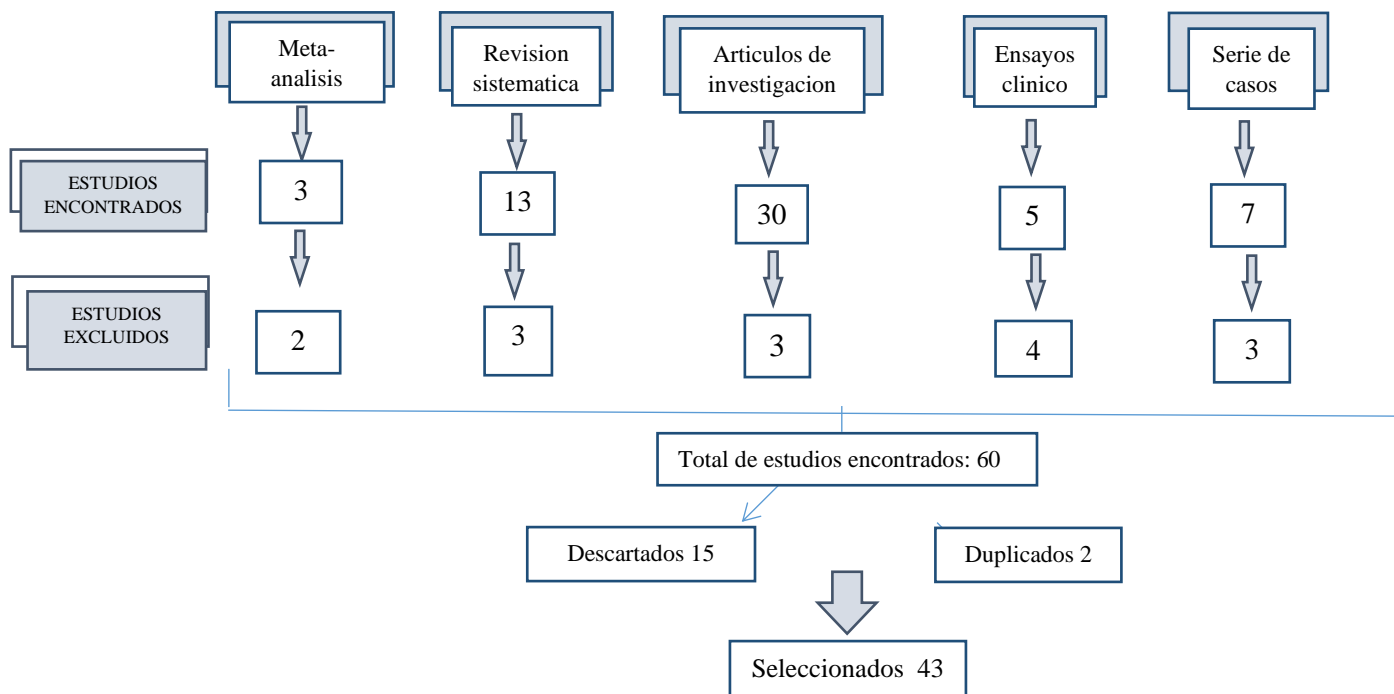 Meta-
analisis
Revision
sistematica
Articulos de
investigacion
Ensayos
clinico
Serie de
casos
ESTUDIOS
ENCONTRADOS
3
13
30
5
7
ESTUDIOS
EXCLUIDOS
2
3
3
4
3
Total de estudios encontrados: 60
Descartados 15
Duplicados 2
Seleccionados 43